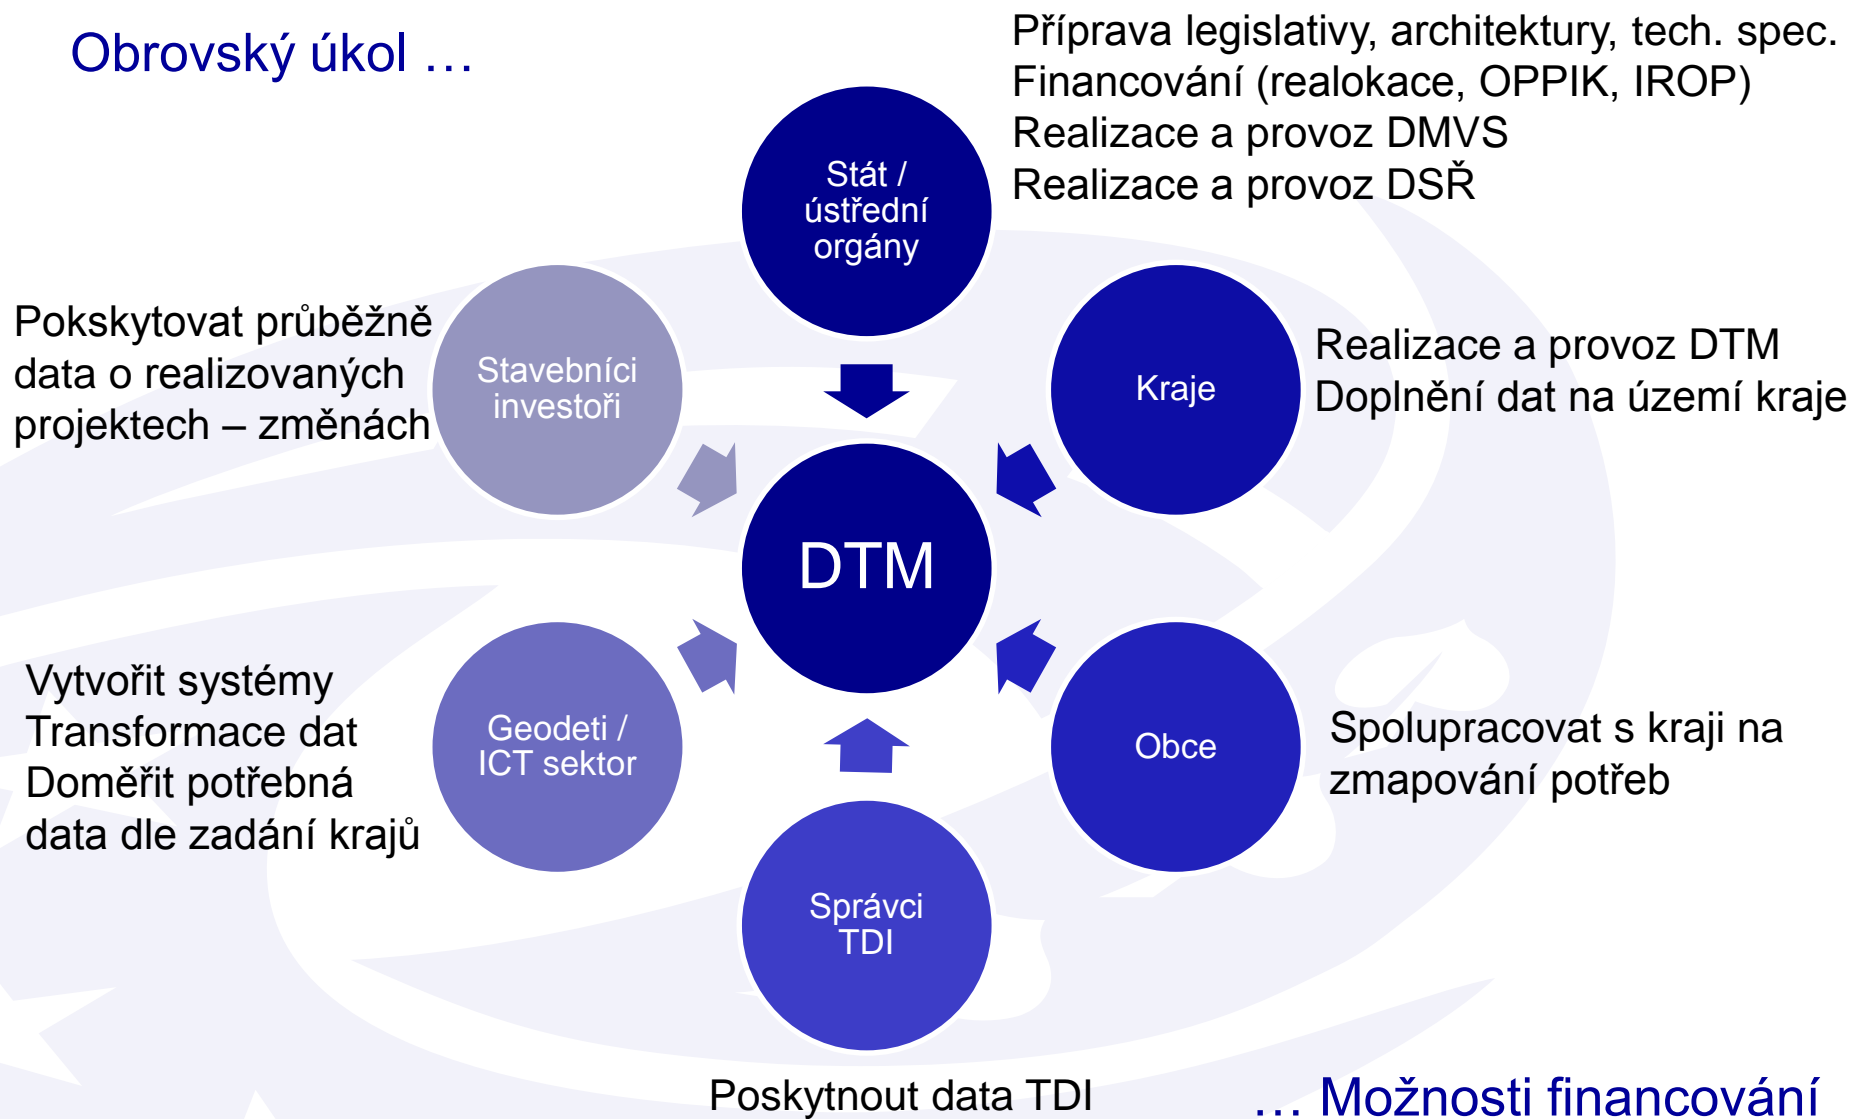 Obrovský úkol …
Příprava legislativy, architektury, tech. spec.
Financování (realokace, OPPIK, IROP)
Realizace a provoz DMVS
Realizace a provoz DSŘ
Stát /
ústřední
orgány
Pokskytovat průběžně
data o realizovaných
projektech – změnách
Stavebníci
investoři
Kraje
Realizace a provoz DTM
Doplnění dat na území kraje
DTM
Vytvořit systémy
Transformace dat
Doměřit potřebná
data dle zadání krajů
Geodeti /
ICT sektor
Obce
Spolupracovat s kraji na
zmapování potřeb
Správci
TDI
Poskytnout data TDI
… Možnosti financování